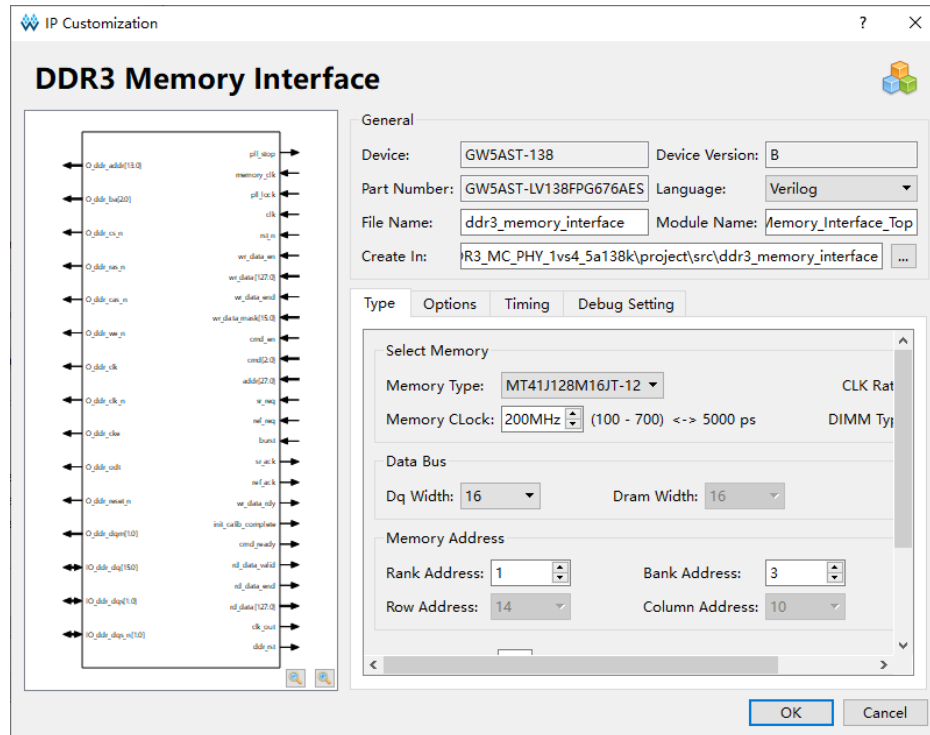 IP Customization
?
DDR3 Memory Interface
O_ddr_addr[13:0]
O_ddr_ba[2:0]
O_ddr_cs_n
O_ddr_ras_n
O_ddr_cas_n
O_ddr_we_n
O_ddr_clk
O_ddr_clk_n
O_ddr_cke
O_ddr_odt
O_ddr_reset_n
O_ddr_dqm[1:0]
IO_ddr_dq[15:0]
IO_ddr_dqs[1:0]
IO_ddr_dqs_n[1:0]
pll_stop
memory_clk
pll_lock
clk
rst_n
wr_data_en
wr_data[127:0]
wr_data_end
wr_data_mask[15:0]
cmd_en
cmd[2:0]
addr[27:0]
sr_req
ref_req
burst
sr_ack
ref_ack
wr_data_rdy
init_calib_complete
cmd_ready
rd_data_valid
rd_data_end
rd_data[127:0]
clk_out
ddr_rst
General
Device: GW5AST-138 Device Version: B
Part Number: GW5AST-LV138FPG676AES Language: Verilog
File Name: ddr3_memory_interface Module Name: Memory_Interface_Top
Create In: DR3_MC_PHY_1vs4_5a138k\project\src\ddr3_memory_interface ...
Type Options Timing Debug Setting
Select Memory
Memory Type: MT41J128M16JT-12 CLK Rat
Memory CLock: 200MHz (100 - 700) <-> 5000 ps DIMM Typ
Data Bus
Dq Width: 16 Dram Width: 16
Memory Address
Rank Address: 1 Bank Address: 3
Row Address: 14 Column Address: 10
OK Cancel